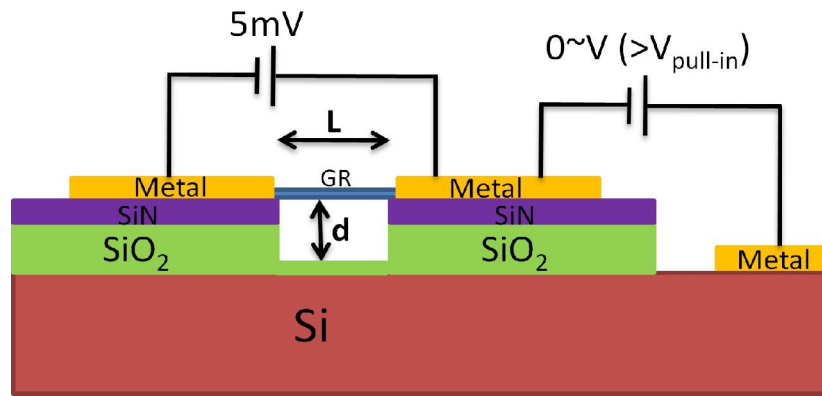 5mV
0~V (>Vpull-in)
L
GR
Metal
Metal
SiN
d
SiN
SiO2
SiO2
Metal
Si